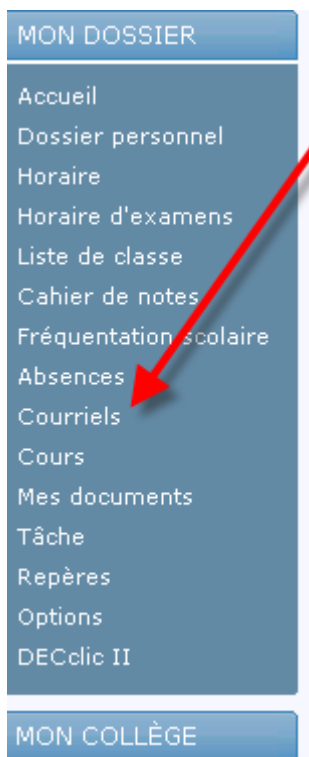 MON DOSSIER
Accueil
Dossier personnel
Horaire
Horaire d'examens
Liste de classe
Cahier de notes
Fréquentation scolaire
Absences
Courriels
Cours
Mes documents
Tâche
Repères
Options
DECclic II
MON COLLÈGE